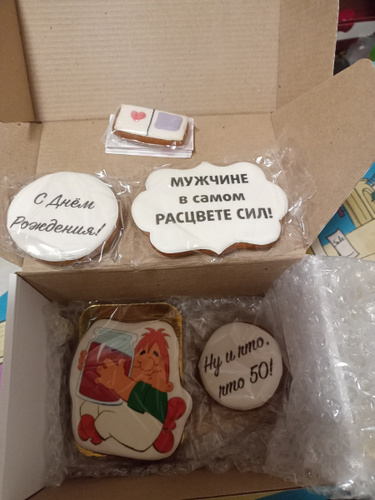 С Днём
Рождения!
МУЖЧИНЕ
в самом
РАСЦВЕТЕ СИЛ!
Ну и что,
что 50!